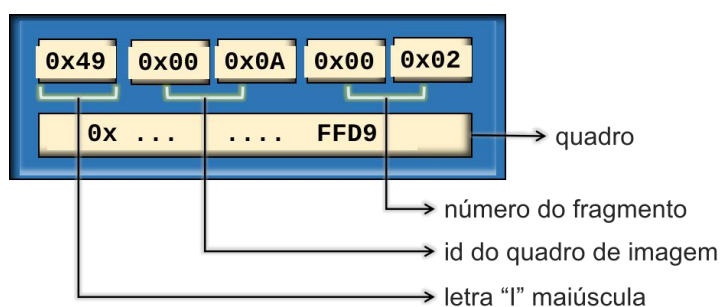 0x49 0x00 0x0A 0x00 0x02
0x ... .... FFD9
quadro
número do fragmento
id do quadro de imagem
letra “I” maiúscula